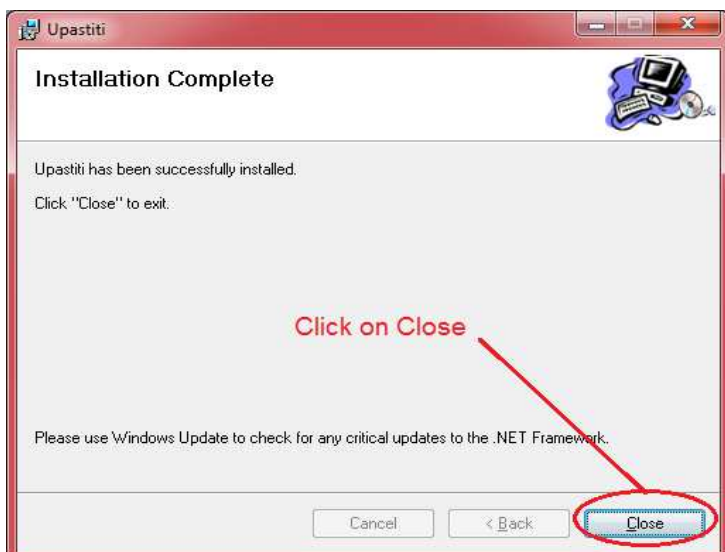 Upastiti
Installation Complete
Upastiti has been successfully installed.
Click "Close" to exit.
Click on Close
Please use Windows Update to check for any critical updates to the .NET Framework.
Cancel
< Back
Close